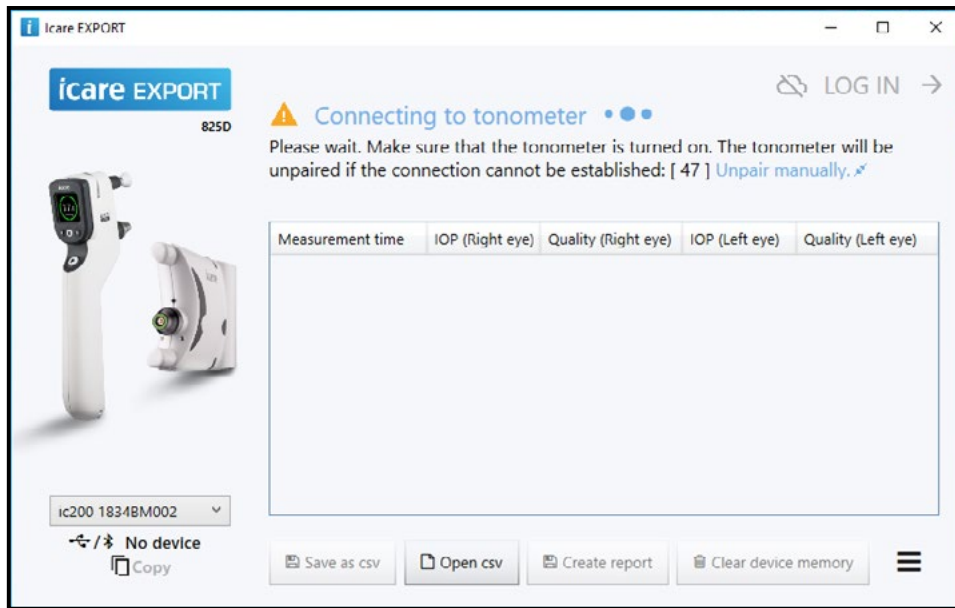 Icare EXPORT
icare EXPORT
825D
LOG IN
Connecting to tonometer
Please wait. Make sure that the tonometer is turned on. The tonometer will be
unpaired if the connection cannot be established: [ 47 ] Unpair manually.
Measurement time IOP (Right eye) Quality (Right eye) IOP (Left eye) Quality (Left eye)
ic200 1834BM002
/ No device
Copy
Save as csv Open csv Create report Clear device memory